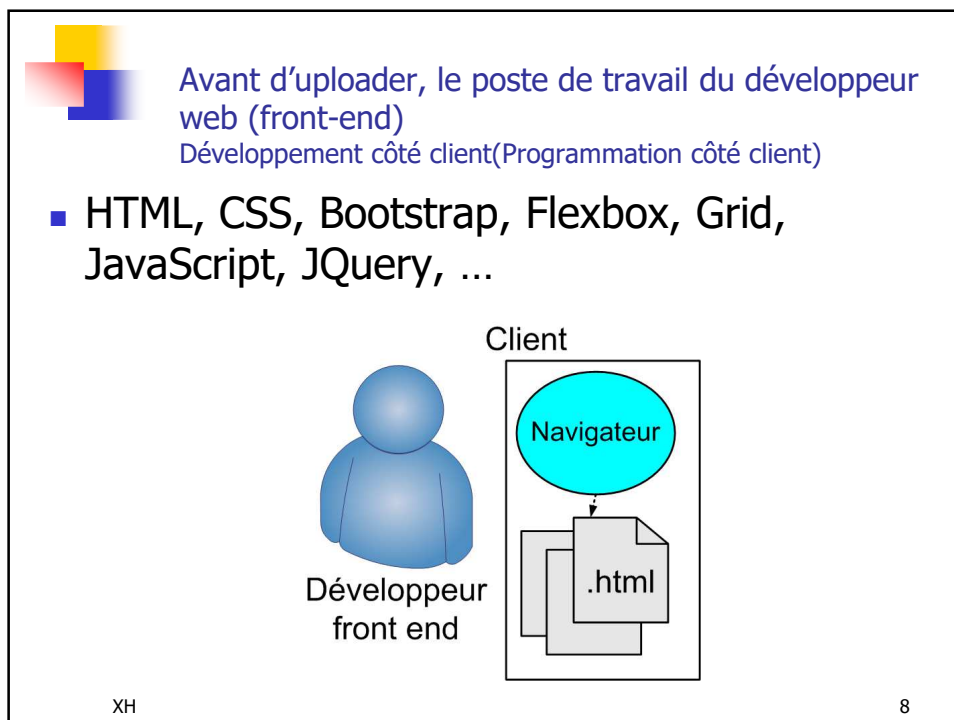 Avant d’uploader, le poste de travail du développeur
web (front-end)
Développement côté client(Programmation côté client)
HTML, CSS, Bootstrap, Flexbox, Grid,
JavaScript, JQuery, …
Client
Navigateur
.html
Développeur
front end
XH
8